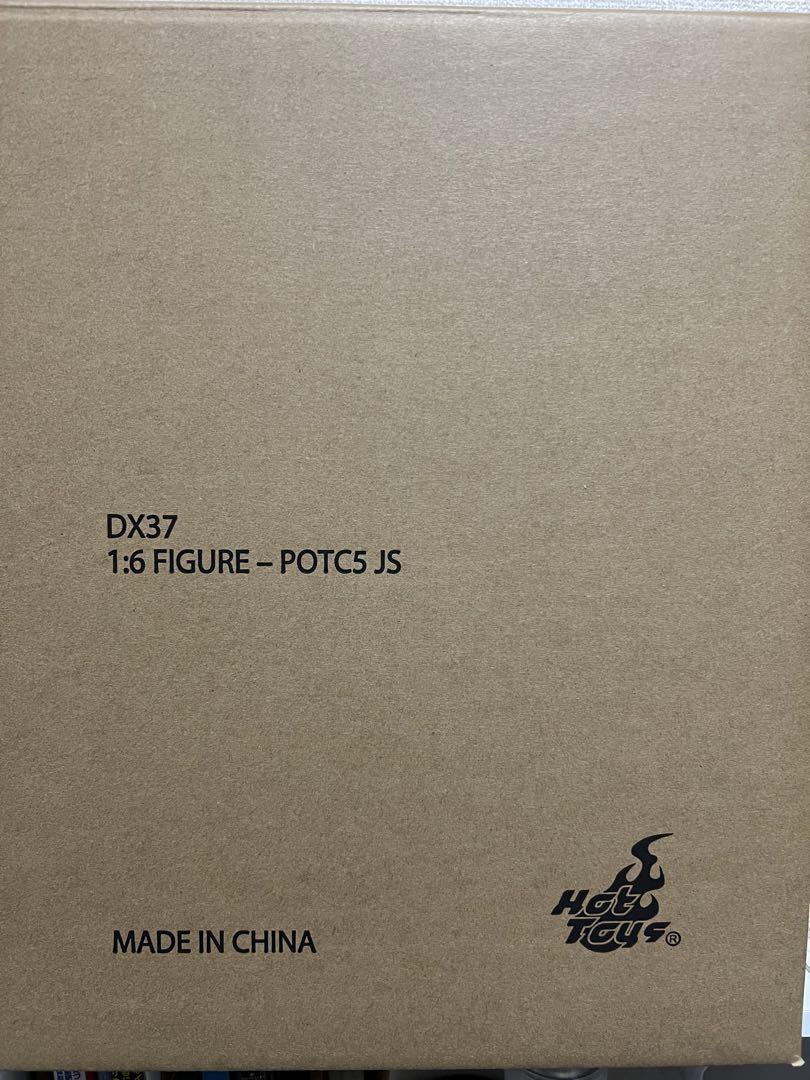 DX37
1:6 FIGURE – POTC5 JS
MADE IN CHINA
Hot
Toys®